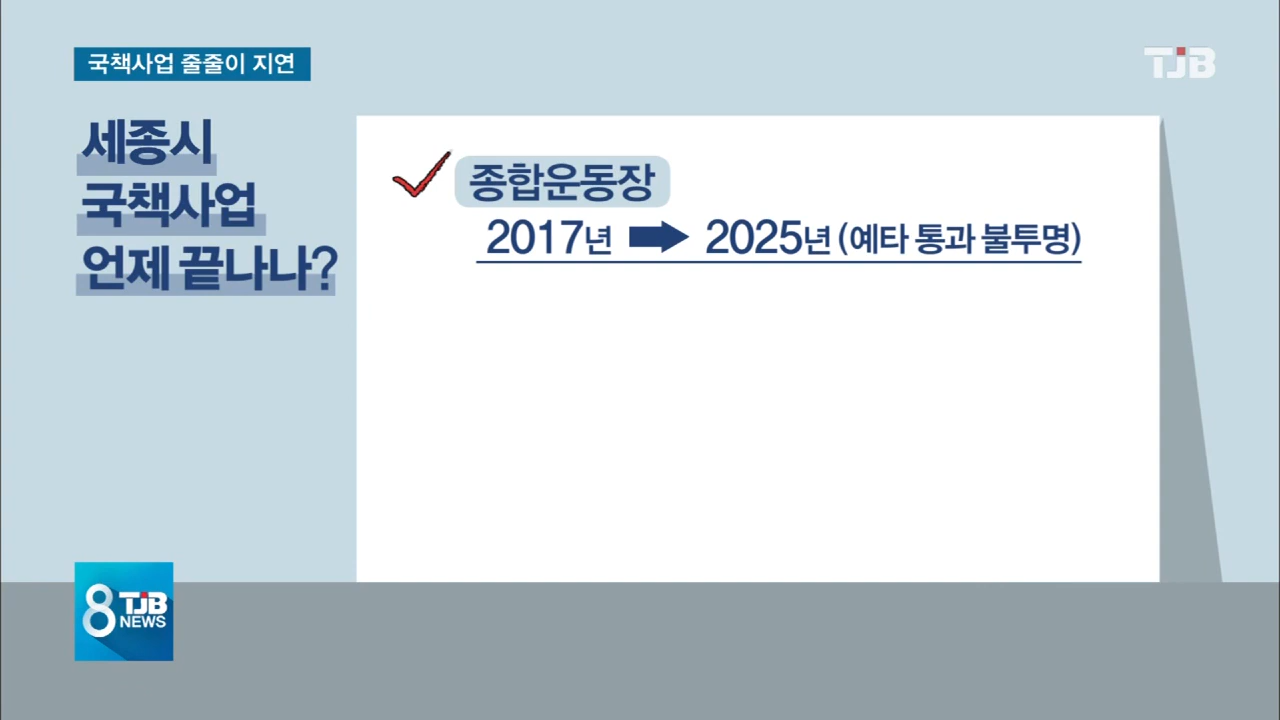 국책사업 줄줄이 지연
TJB
세종시
국책사업
언제 끝나나?
종합운동장
2017년 2025년 (예타 통과 불투명)
8 TJB
NEWS